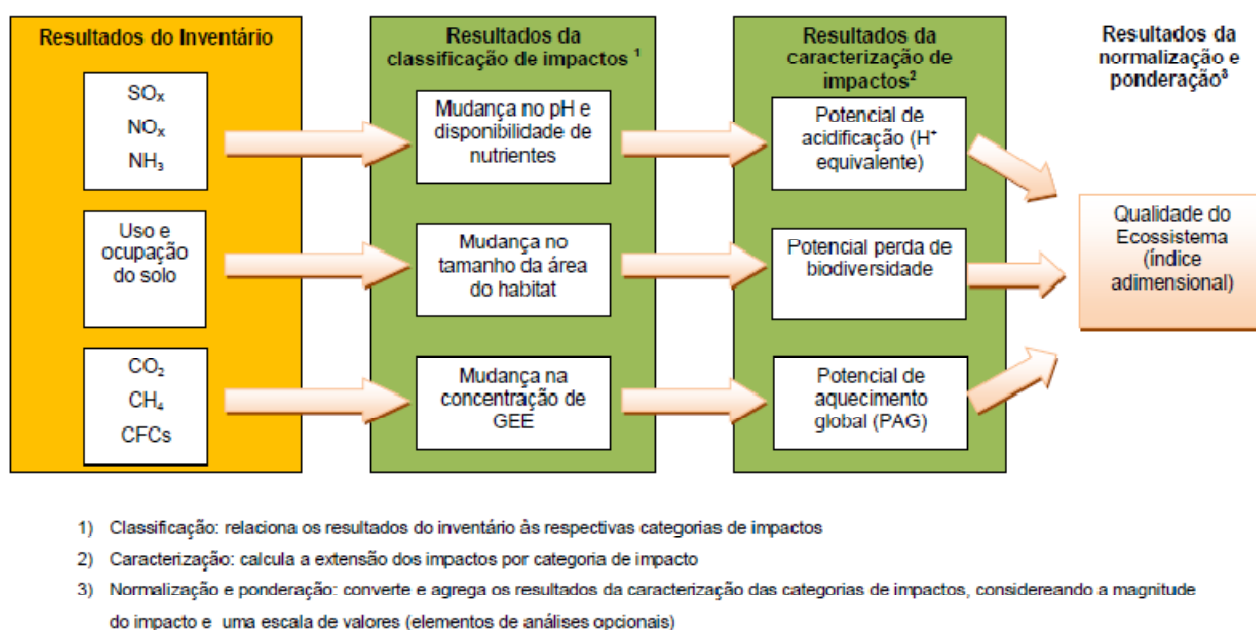 Resultados do Inventário
SOₓ
NOₓ
NH₃
Uso e
ocupação
do solo
CO₂
CH₄
CFCs
Resultados da
classificação de impactos ¹
Mudança no pH e
disponibilidade de
nutrientes
Mudança no
tamanho da área
do habitat
Mudança na
concentração de
GEE
Resultados da
caracterização de
impactos²
Potencial de
acidificação (H⁺
equivalente)
Potencial perda de
biodiversidade
Potencial de
aquecimento
global (PAG)
Resultados da
normalização e
ponderação³
Qualidade do
Ecossistema
(índice
adimensional)
1) Classificação: relaciona os resultados do inventário às respectivas categorias de impactos
2) Caracterização: calcula a extensão dos impactos por categoria de impacto
3) Normalização e ponderação: converte e agrega os resultados da caracterização das categorias de impactos, considereando a magnitude
do impacto e uma escala de valores (elementos de análises opcionais)